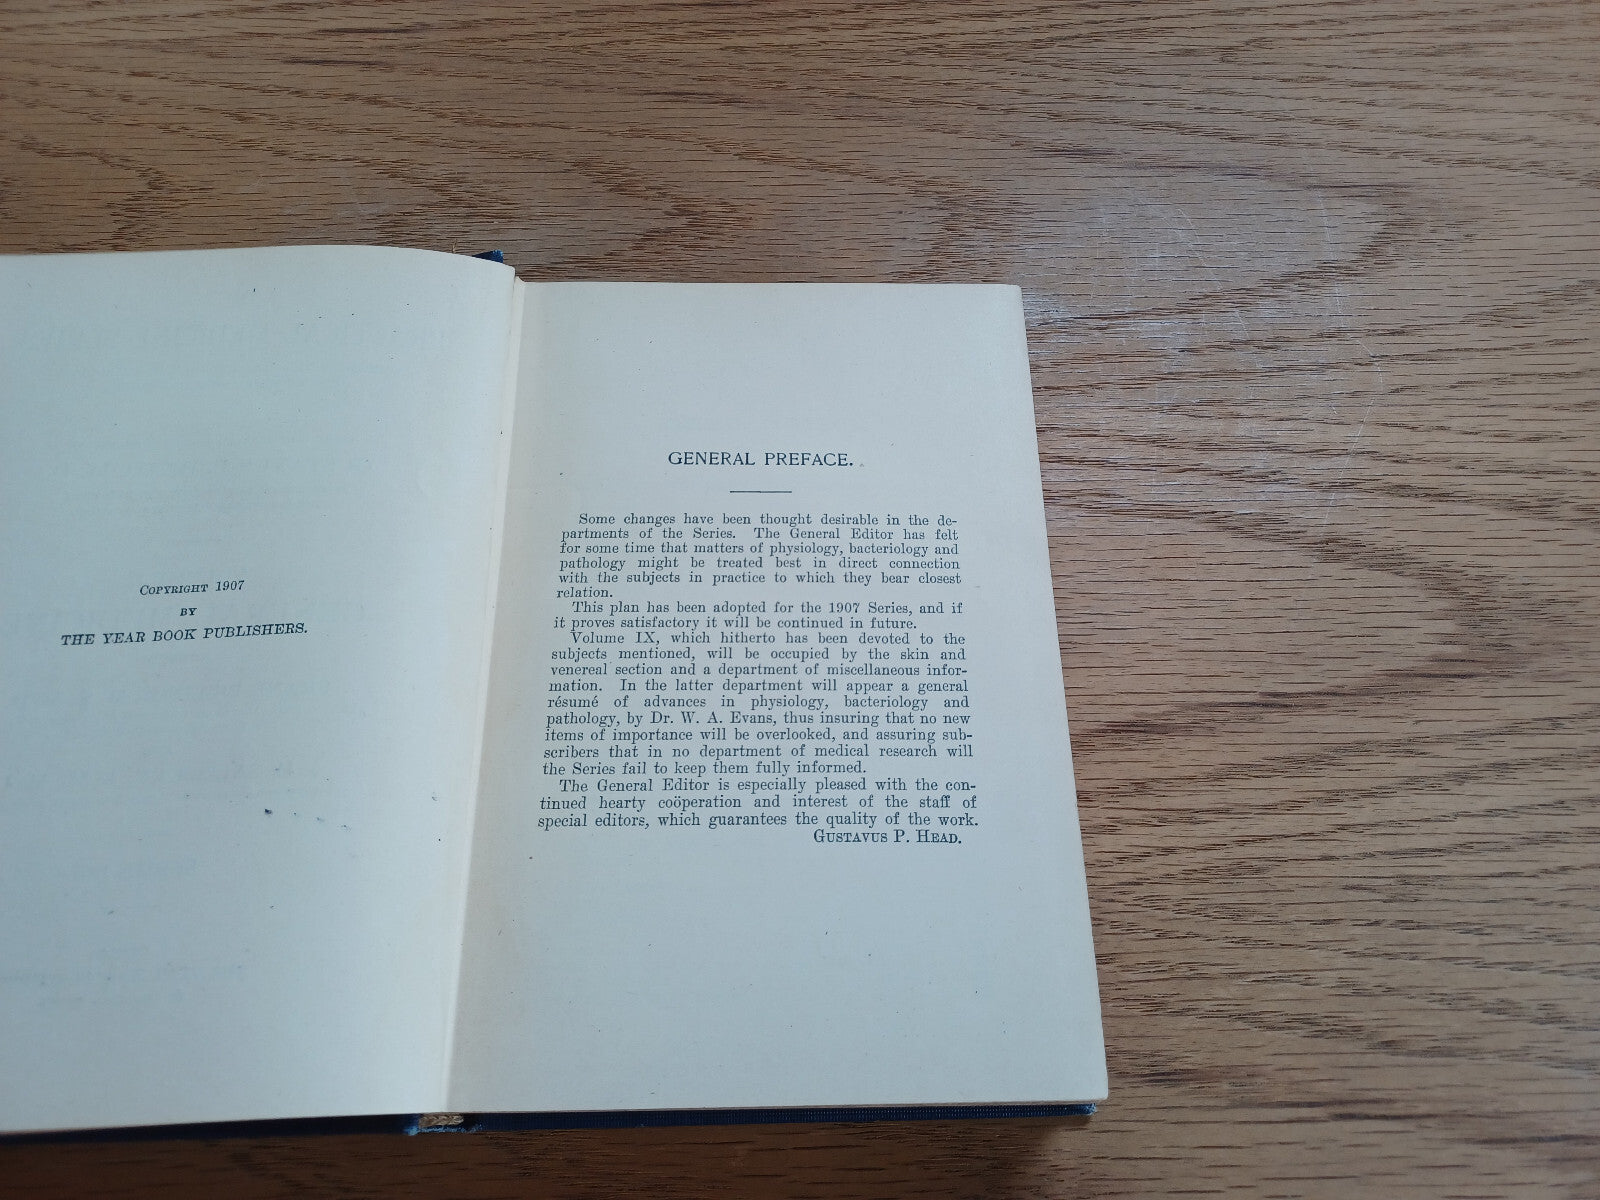 COPYRIGHT 1907
BY
THE YEAR BOOK PUBLISHERS.
GENERAL PREFACE.
Some changes have been thought desirable in the de-
partments of the Series. The General Editor has felt
for some time that matters of physiology, bacteriology and
pathology might be treated best in direct connection
with the subjects in practice to which they bear closest
relation.
This plan has been adopted for the 1907 Series, and if
it proves satisfactory it will be continued in future.
Volume IX, which hitherto has been devoted to the
subjects mentioned, will be occupied by the skin and
venereal section and a department of miscellaneous infor-
mation. In the latter department will appear a general
résumé of advances in physiology, bacteriology and
pathology, by Dr. W. A. Evans, thus insuring that no new
items of importance will be overlooked, and assuring sub-
scribers that in no department of medical research will
the Series fail to keep them fully informed.
The General Editor is especially pleased with the con-
tinued hearty coöperation and interest of the staff of
special editors, which guarantees the quality of the work.
GUSTAVUS P. HEAD.